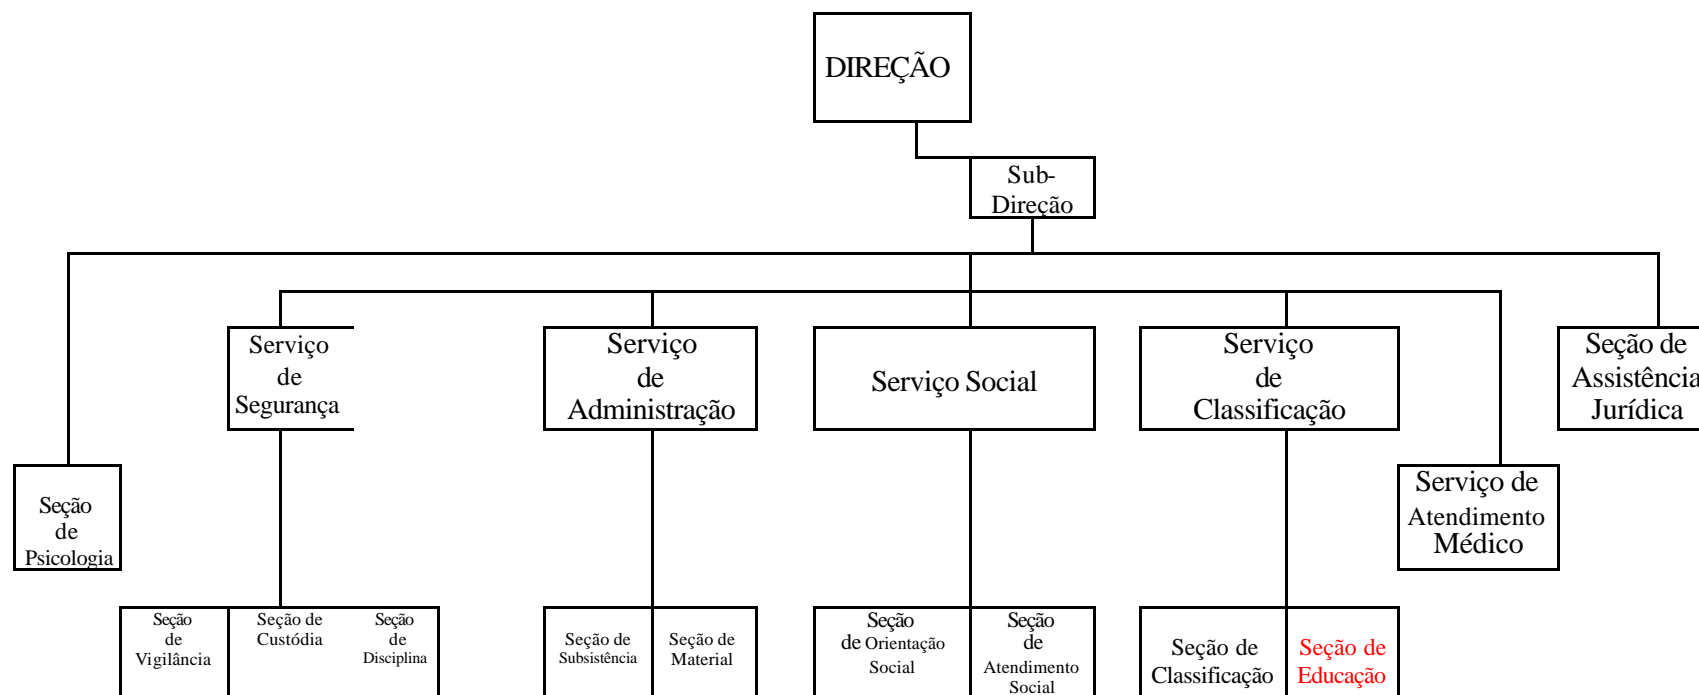 DIREÇÃO
Sub-
Direção
Serviço
de
Segurança
Serviço
de
Administração
Serviço Social
Serviço
de
Classificação
Seção de
Assistência
Jurídica
Seção
de
Psicologia
Serviço de
Atendimento
Médico
Seção
de
Vigilância
Seção de
Custódia
Seção
de
Disciplina
Seção de
Subsistência
Seção de
Material
Seção
de Orientação
Social
Seção
de
Atendimento
Social
Seção de
Classificação
Seção de
Educação